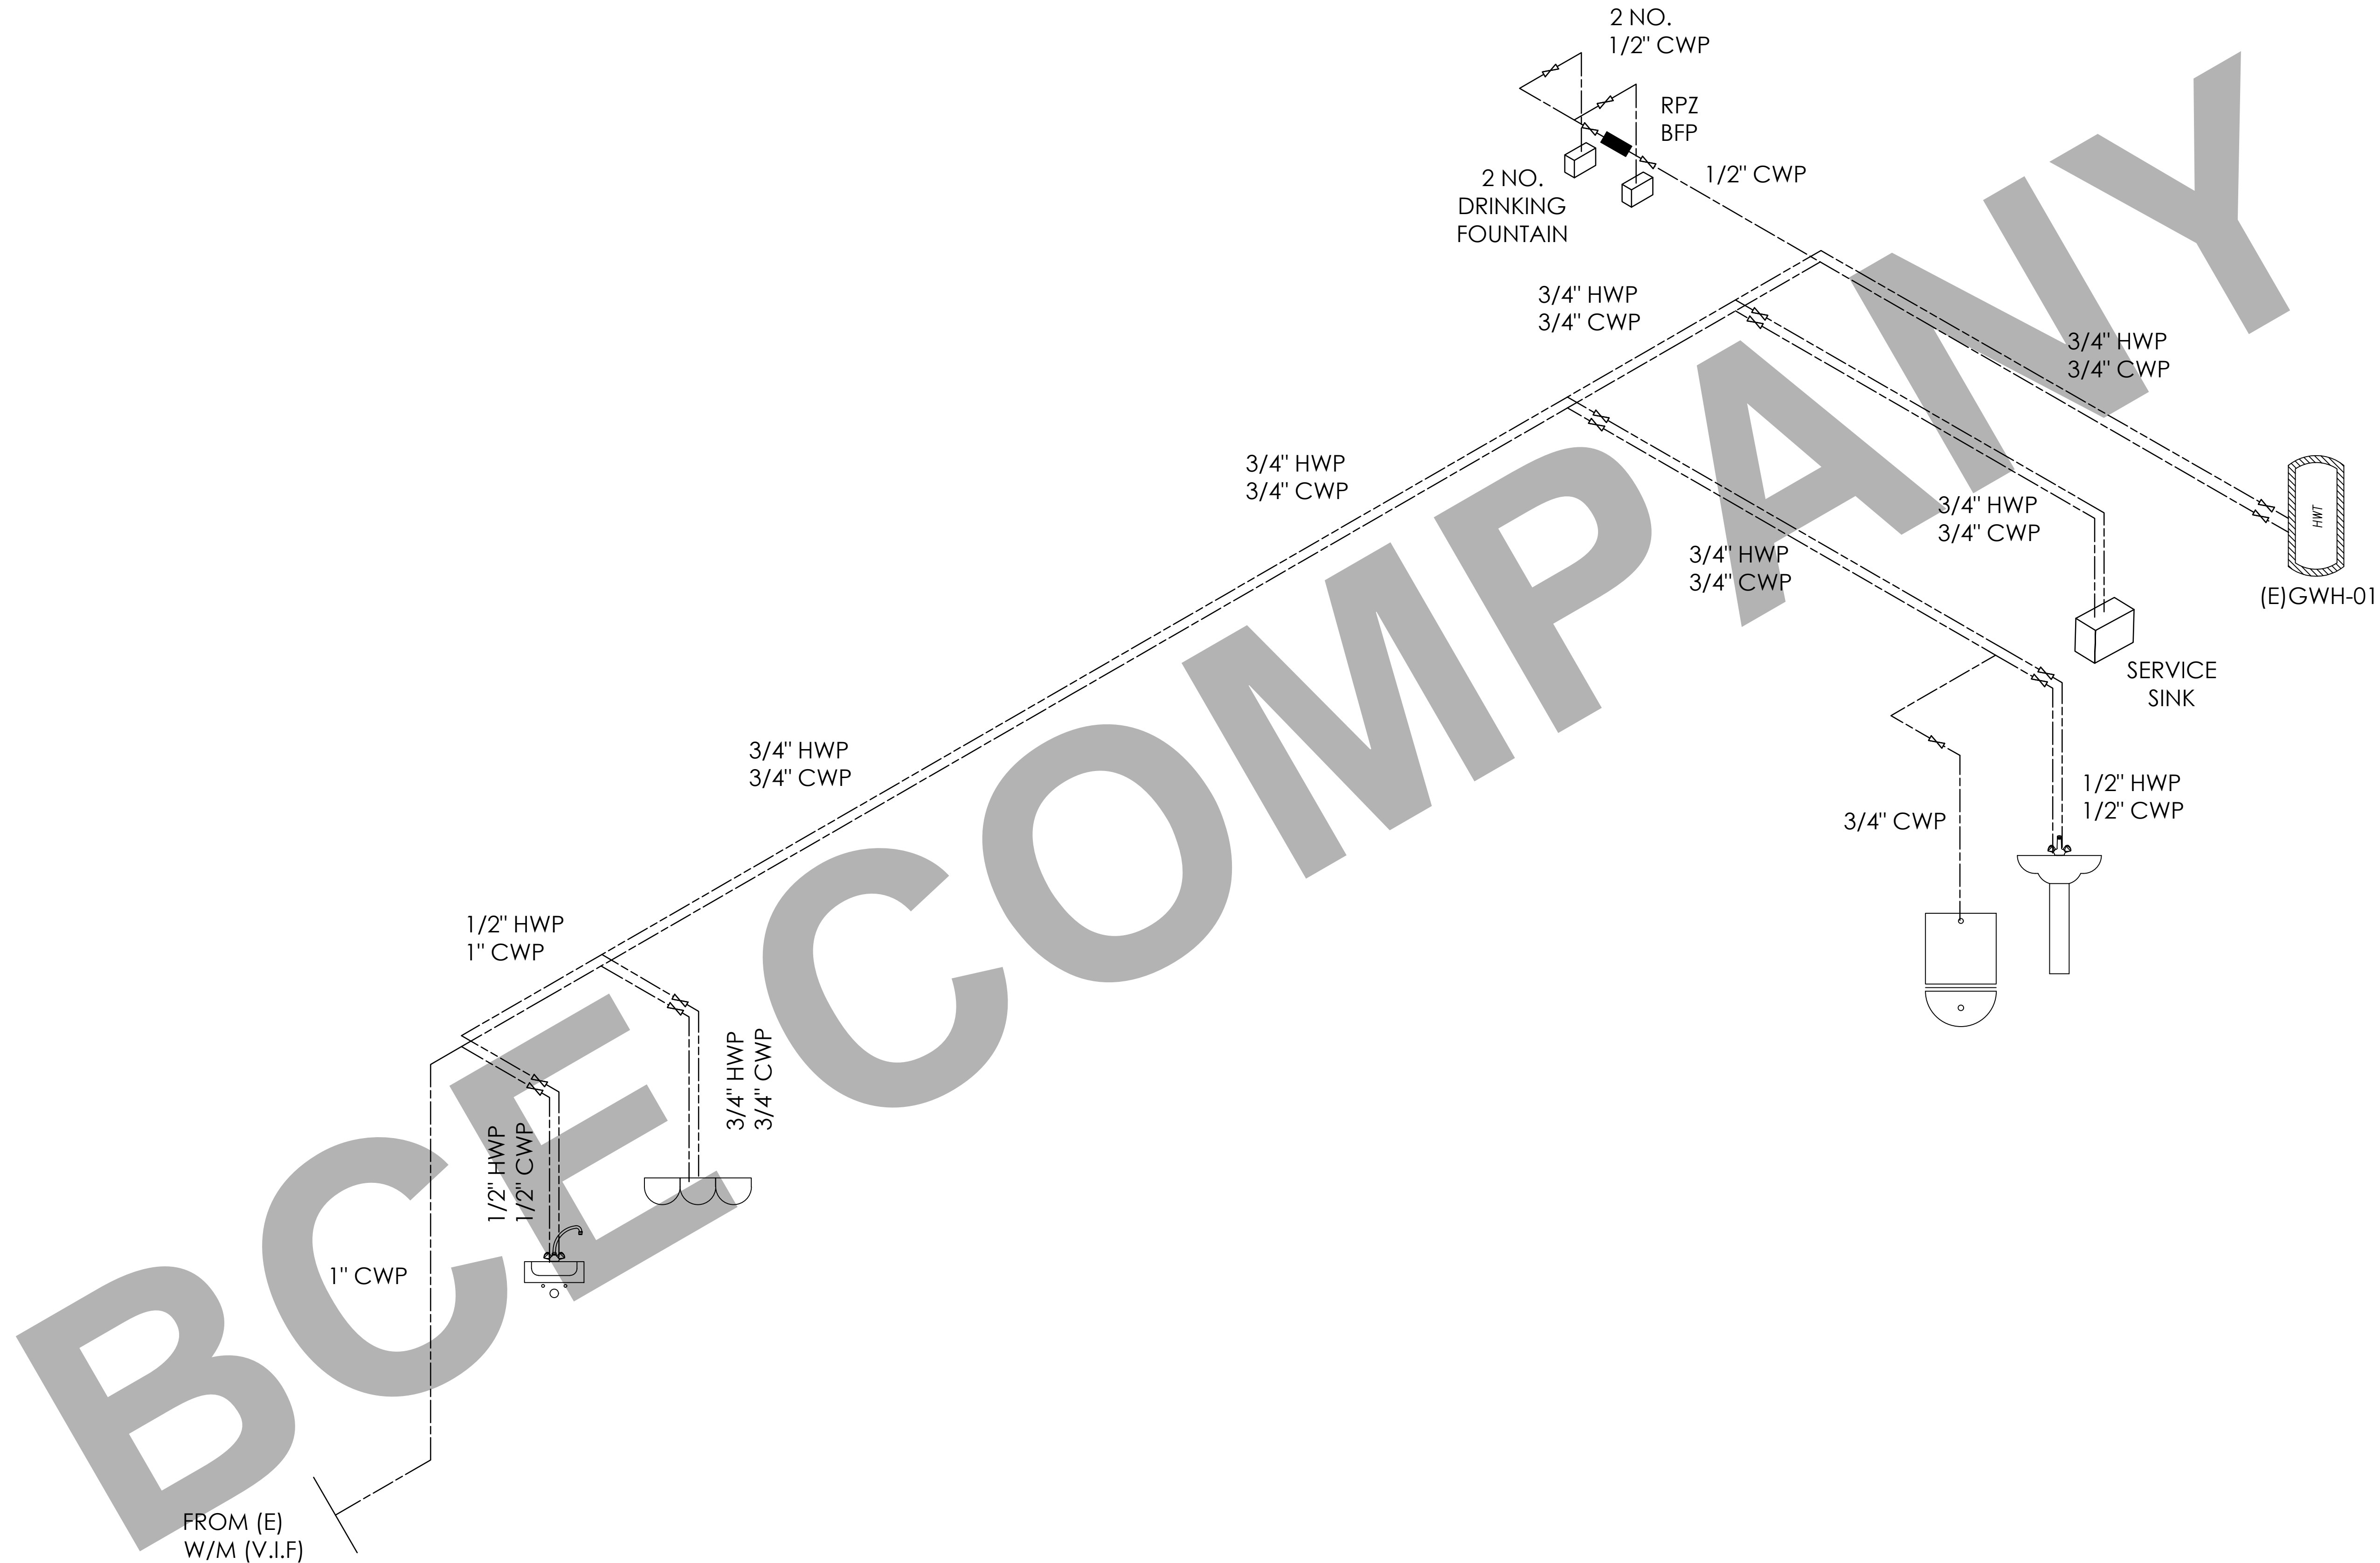 2 NO.
1/2" CWP
RPZ
BFP
1/2" CWP
2 NO.
DRINKING
FOUNTAIN
3/4" HWP
3/4" CWP
3/4" HWP
3/4" CWP
3/4" HWP
3/4" CWP
3/4" HWP
3/4" CWP
3/4" HWP
3/4" CWP
HWT
(E)GWH-01
SERVICE
SINK
3/4" HWP
3/4" CWP
1/2" HWP
1/2" CWP
3/4" CWP
1/2" HWP
1" CWP
3/4" HWP
3/4" CWP
1/2" HWP
1/2" CWP
1" CWP
FROM (E)
W/M (V.I.F)
BCE COMPANY